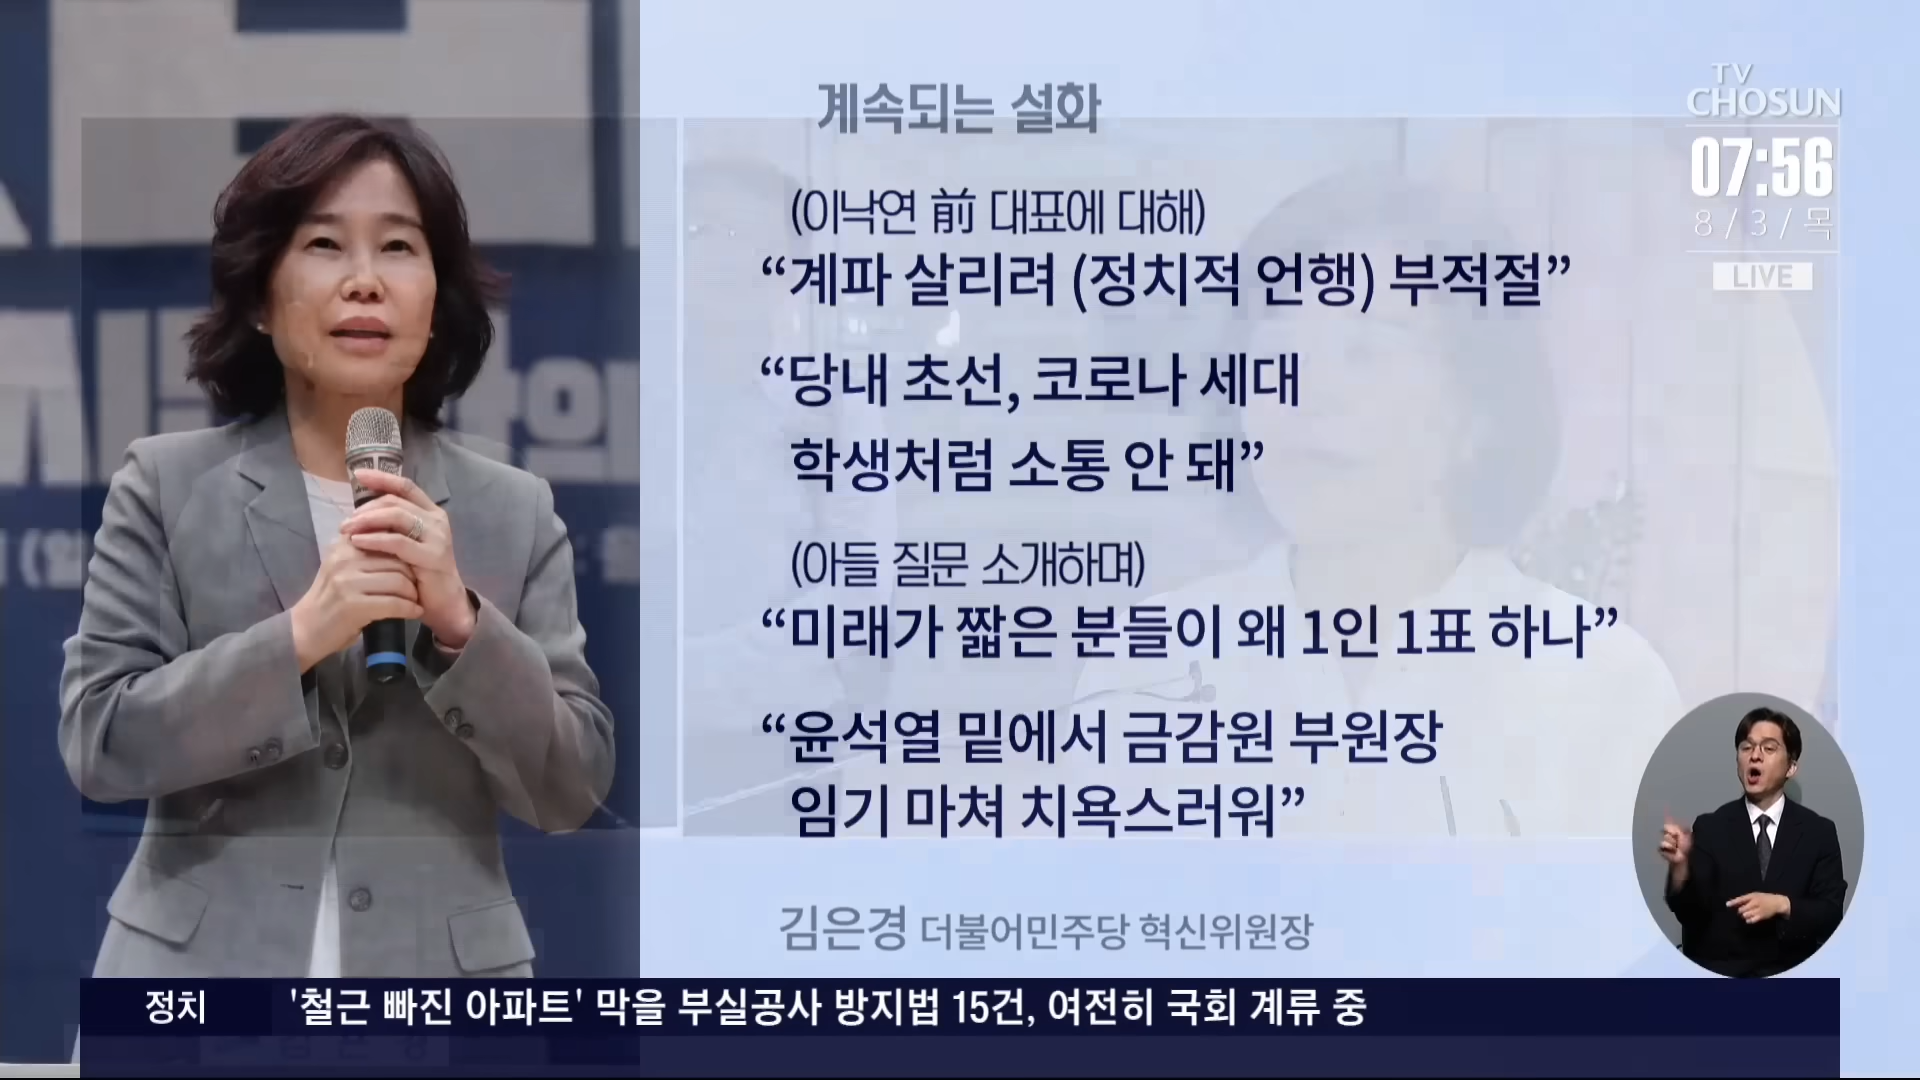 계속되는 설화
TV
CHOSUN
07:56
8/3/목
LIVE
(이낙연 前 대표에 대해)
“계파 살리려 (정치적 언행) 부적절”
“당내 초선, 코로나 세대
학생처럼 소통 안 돼”
(아들 질문 소개하며)
“미래가 짧은 분들이 왜 1인 1표 하나”
“윤석열 밑에서 금감원 부원장
임기 마쳐 치욕스러워”
김은경 더불어민주당 혁신위원장
정치 '철근 빠진 아파트' 막을 부실공사 방지법 15건, 여전히 국회 계류 중
김은경